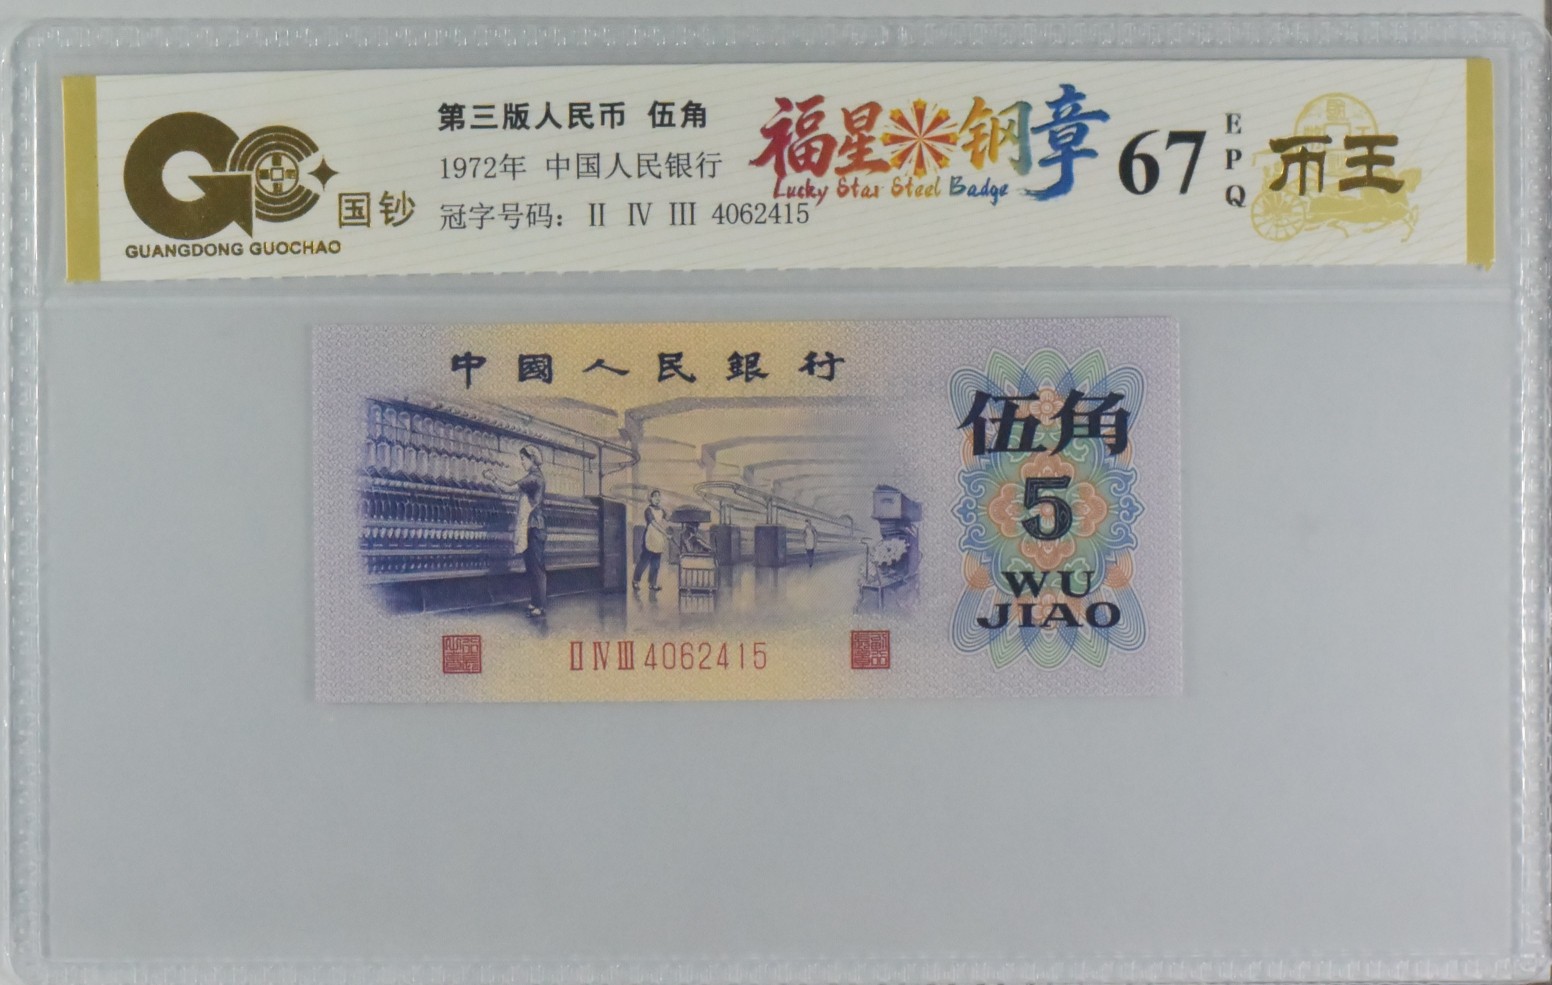 国钞
GUANGDONG GUOCHAO
第三版人民币 伍角
1972年 中国人民银行
冠字号码： Ⅱ Ⅳ Ⅲ 4062415
福星钢章
Lucky Star Steel Badge
67
EPQ
币王
中國人民銀行
伍角
5
WU
JIAO
Ⅱ Ⅳ Ⅲ 4062415